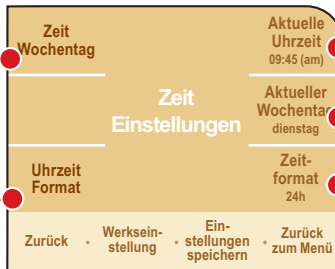 Zeit
Wochentag
Uhrzeit
Format
Zeit
Einstellungen
Aktuelle
Uhrzeit
09:45 (am)
Aktueller
Wochentag
dienstag
Zeit-
format
24h
Zurück
Werksein-
stellung
Ein-
stellungen
speichern
Zurück
zum Menü